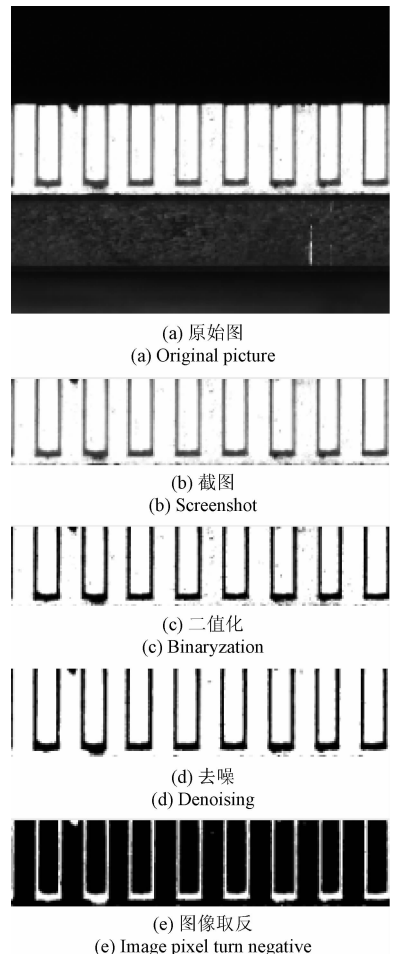 (a) 原始图
(a) Original picture
(b) 截图
(b) Screenshot
(c) 二值化
(c) Binaryzation
(d) 去噪
(d) Denoising
(e) 图像取反
(e) Image pixel turn negative